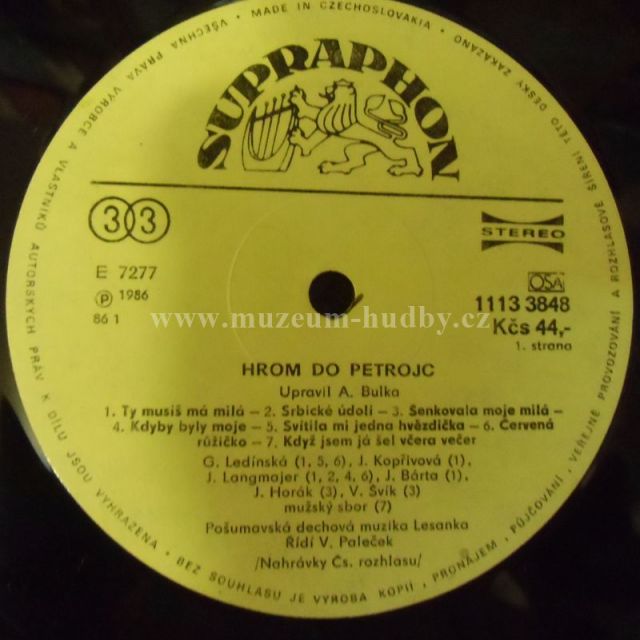 VŠECHNA PRÁVA VÝROBCE A VLASTNÍKŮ AUTORSKÝCH PRÁV K DÍLU JSOU VYHRAZENA • BEZ SOUHLASU JE VÝROBA KOPIÍ, PRONÁJEM, PŮJČOVÁNÍ, VEŘEJNÉ PROVOZOVÁNÍ A ROZHLASOVÉ ŠÍŘENÍ TÉTO DESKY ZAKÁZÁNO • MADE IN CZECHOSLOVAKIA •
SUPRAPHON
33
STEREO
E 7277
℗ 1986
86 1
OSA
1113 3848
Kčs 44,-
1. strana
www.muzeum-hudby.cz
HROM DO PETROJC
Upravil A. Bulka
1. Ty musíš má milá – 2. Srbické údolí – 3. Šenkovala moje milá –
4. Kdyby byly moje – 5. Svítila mi jedna hvězdička – 6. Červená
růžičko – 7. Když jsem já šel včera večer
G. Ledínská (1, 5, 6), J. Kopřivová (1),
J. Langmajer (1, 2, 4, 6), J. Bárta (1),
J. Horák (3), V. Švík (3)
mužský sbor (7)
Pošumavská dechová muzika Lesanka
Řídí V. Paleček
/Nahrávky Čs. rozhlasu/